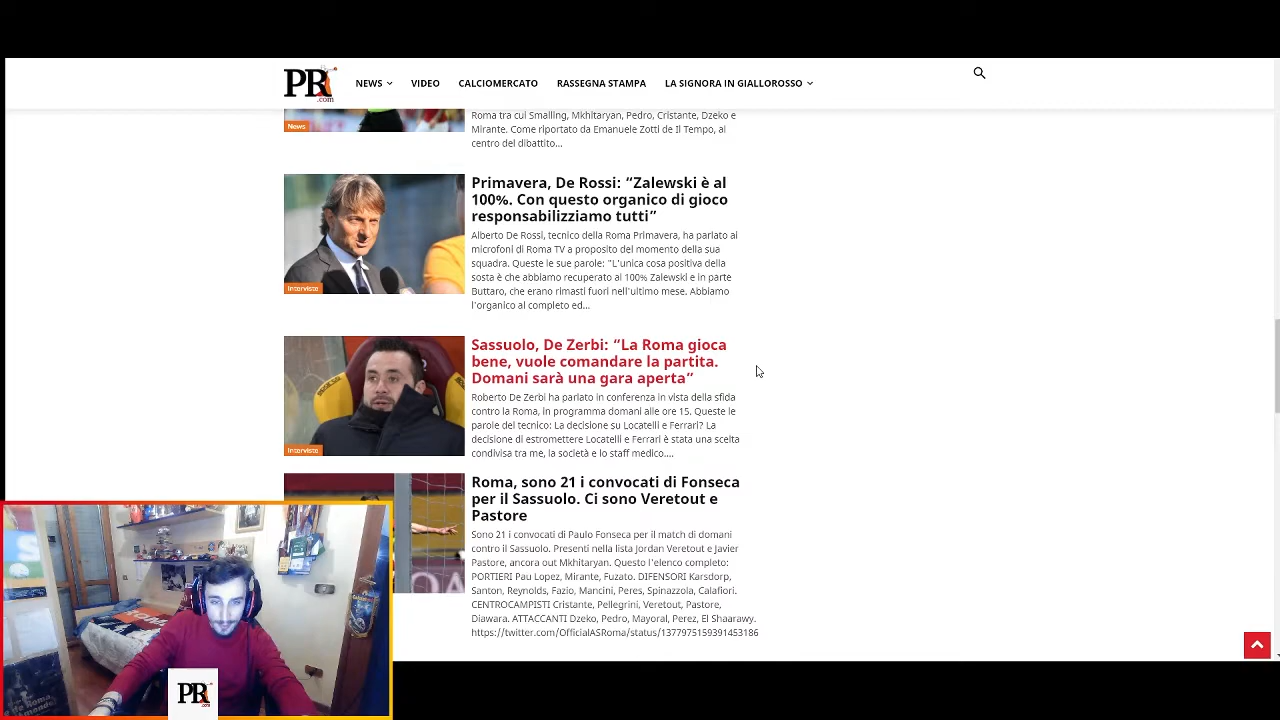 PR
.com
NEWS
VIDEO
CALCIOMERCATO
RASSEGNA STAMPA
LA SIGNORA IN GIALLOROSSO
Roma tra cui Smalling, Mkhitaryan, Pedro, Cristante, Dzeko e
Mirante. Come riportato da Emanuele Zotti de Il Tempo, al
centro del dibattito...
News
Primavera, De Rossi: “Zalewski è al
100%. Con questo organico di gioco
responsabilizziamo tutti”
Alberto De Rossi, tecnico della Roma Primavera, ha parlato ai
microfoni di Roma TV a proposito del momento della sua
squadra. Queste le sue parole: "L'unica cosa positiva della
sosta è che abbiamo recuperato al 100% Zalewski e in parte
Buttaro, che erano rimasti fuori nell'ultimo mese. Abbiamo
l'organico al completo ed...
Interviste
Sassuolo, De Zerbi: “La Roma gioca
bene, vuole comandare la partita.
Domani sarà una gara aperta”
Roberto De Zerbi ha parlato in conferenza in vista della sfida
contro la Roma, in programma domani alle ore 15. Queste le
parole del tecnico: La decisione su Locatelli e Ferrari? La
decisione di estromettere Locatelli e Ferrari è stata una scelta
condivisa tra me, la società e lo staff medico....
Interviste
Roma, sono 21 i convocati di Fonseca
per il Sassuolo. Ci sono Veretout e
Pastore
Sono 21 i convocati di Paulo Fonseca per il match di domani
contro il Sassuolo. Presenti nella lista Jordan Veretout e Javier
Pastore, ancora out Mkhitaryan. Questo l'elenco completo:
PORTIERI Pau Lopez, Mirante, Fuzato. DIFENSORI Karsdorp,
Santon, Reynolds, Fazio, Mancini, Peres, Spinazzola, Calafiori.
CENTROCAMPISTI Cristante, Pellegrini, Veretout, Pastore,
Diawara. ATTACCANTI Dzeko, Pedro, Mayoral, Perez, El Shaarawy.
https://twitter.com/OfficialASRoma/status/1377975159391453186
PR
.com